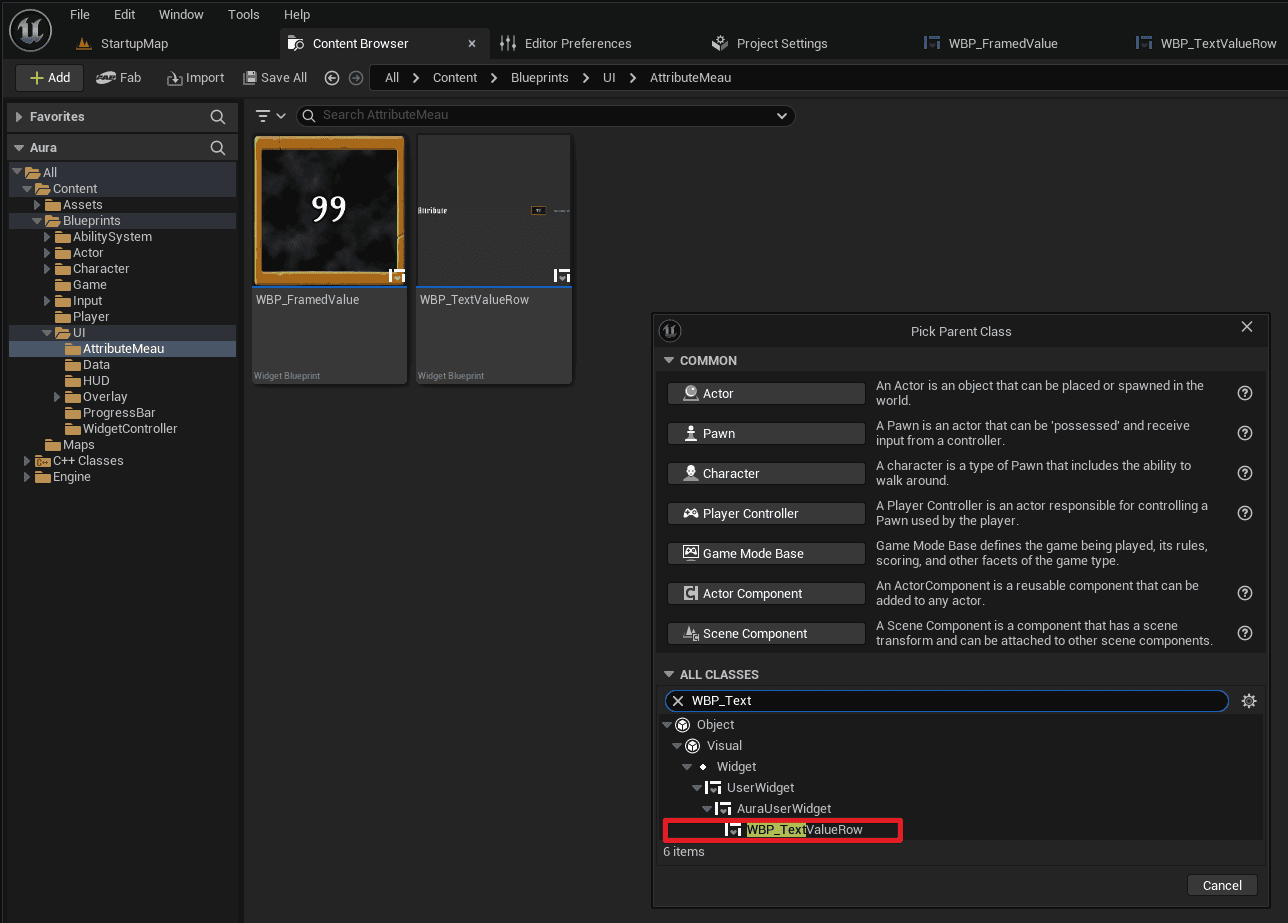 File Edit Window Tools Help
StartupMap Content Browser Editor Preferences Project Settings WBP_FramedValue WBP_TextValueRow
Add Fab Import Save All All Content Blueprints UI AttributeMeau
Favorites
Search AttributeMeau
Aura
All
Content
Assets
Blueprints
AbilitySystem
Actor
Character
Game
Input
Player
UI
AttributeMeau
Data
HUD
Overlay
ProgressBar
WidgetController
Maps
C++ Classes
Engine
99
WBP_FramedValue
Widget Blueprint
Attribute
WBP_TextValueRow
Widget Blueprint
Pick Parent Class
COMMON
Actor
An Actor is an object that can be placed or spawned in the
world.
Pawn
A Pawn is an actor that can be 'possessed' and receive
input from a controller.
Character
A character is a type of Pawn that includes the ability to
walk around.
Player Controller
A Player Controller is an actor responsible for controlling a
Pawn used by the player.
Game Mode Base
Game Mode Base defines the game being played, its rules,
scoring, and other facets of the game type.
Actor Component
An ActorComponent is a reusable component that can be
added to any actor.
Scene Component
A Scene Component is a component that has a scene
transform and can be attached to other scene components.
ALL CLASSES
WBP_Text
Object
Visual
Widget
UserWidget
AuraUserWidget
WBP_TextValueRow
6 items
Cancel